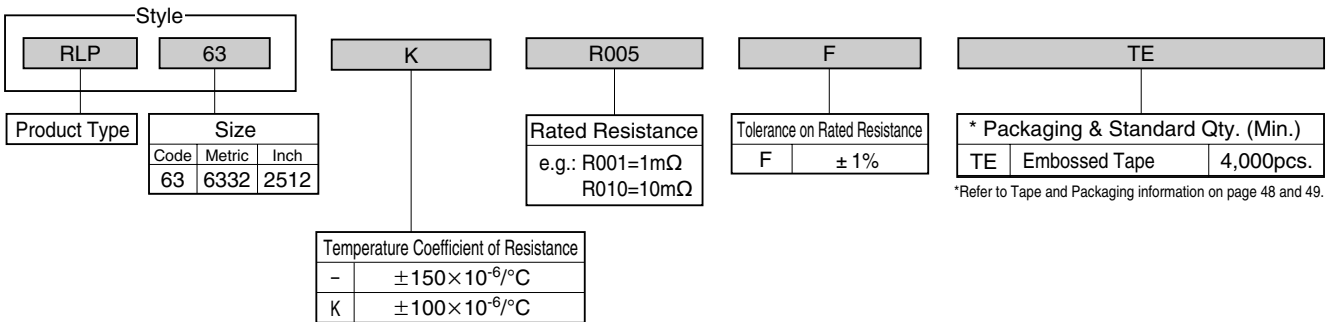 Style
RLP 63 K R005 F TE
Product Type
Size
Code Metric Inch
63 6332 2512
Rated Resistance
e.g.: R001=1mΩ
R010=10mΩ
Tolerance on Rated Resistance
F ±1%
* Packaging & Standard Qty. (Min.)
TE Embossed Tape 4,000pcs.
*Refer to Tape and Packaging information on page 48 and 49.
Temperature Coefficient of Resistance
− ±150×10⁻⁶/°C
K ±100×10⁻⁶/°C